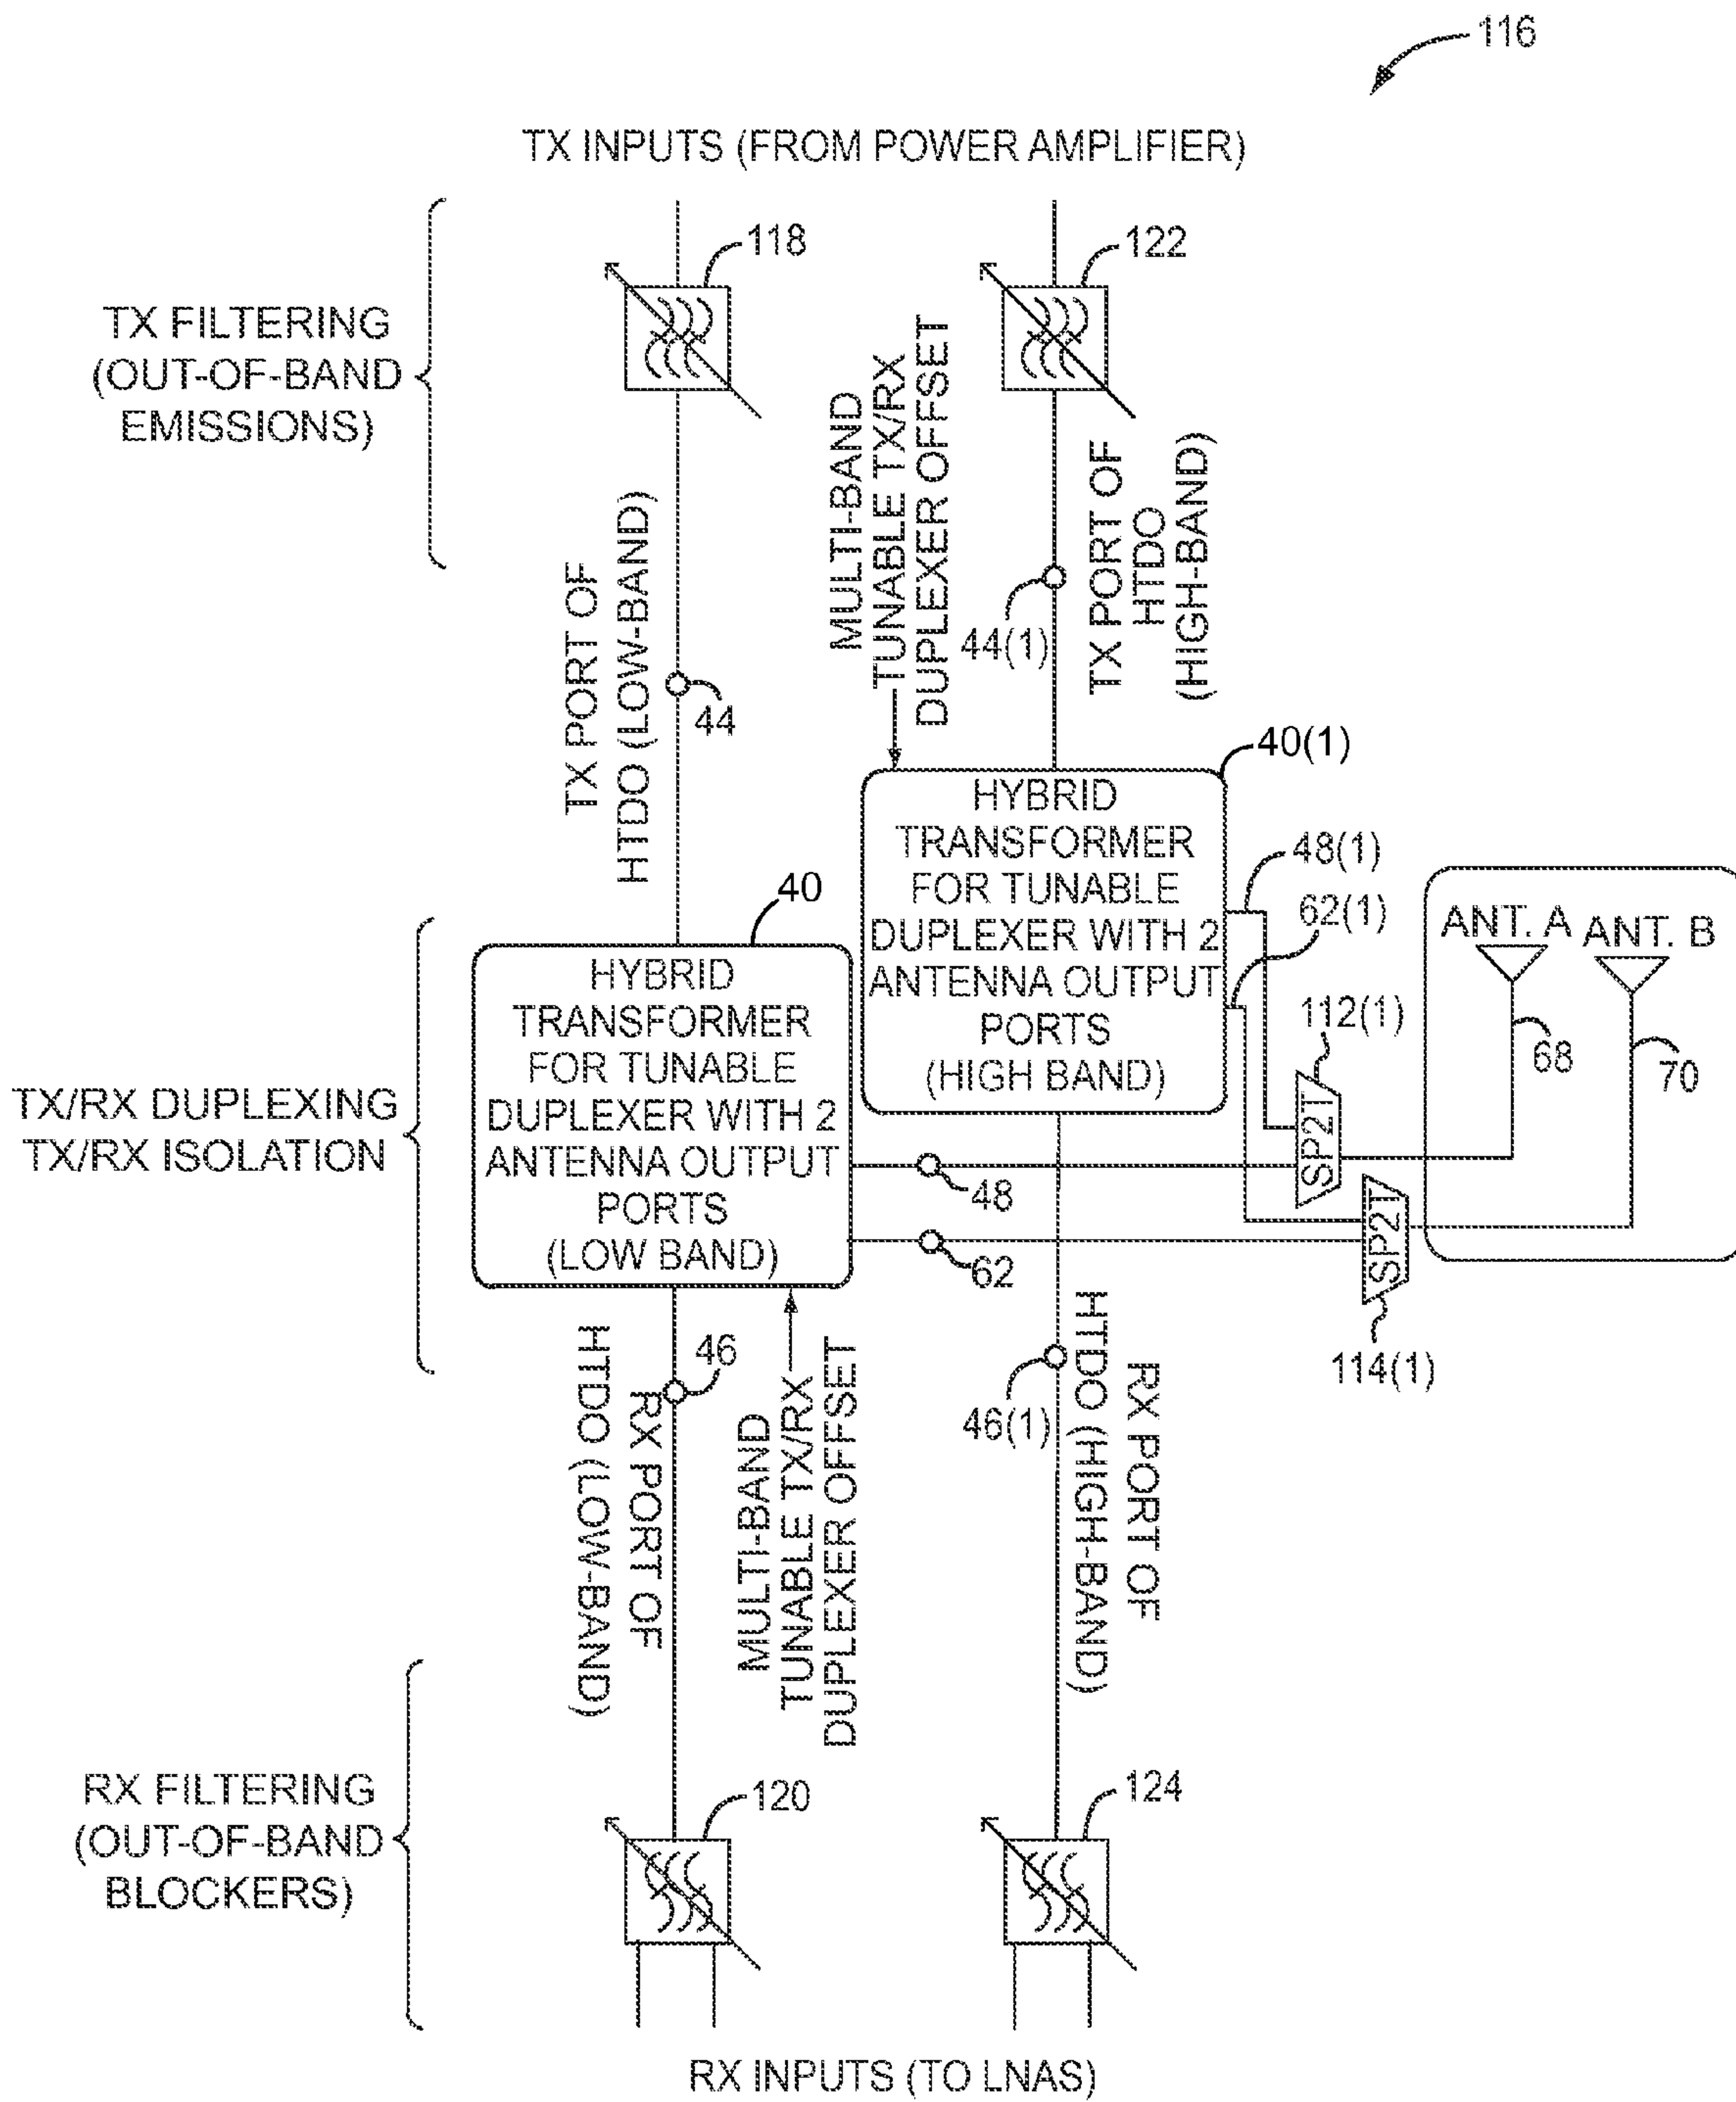 116
TX INPUTS (FROM POWER AMPLIFIER)
118
122
TX FILTERING
(OUT-OF-BAND
EMISSIONS)
MULTI-BAND
TUNABLE TX/RX
DUPLEXER OFFSET
TX PORT OF
HTDO
(HIGH-BAND)
44(1)
TX PORT OF
HTDO (LOW-BAND)
44
40(1)
HYBRID
TRANSFORMER
FOR TUNABLE
DUPLEXER WITH 2
ANTENNA OUTPUT
PORTS
(HIGH BAND)
48(1)
62(1)
40
HYBRID
TRANSFORMER
FOR TUNABLE
DUPLEXER WITH 2
ANTENNA OUTPUT
PORTS
(LOW BAND)
ANT. A
ANT. B
112(1)
68
70
TX/RX DUPLEXING
TX/RX ISOLATION
SP2T
SP2T
48
62
114(1)
46
46(1)
RX PORT OF
HTDO (LOW-BAND)
MULTI-BAND
TUNABLE TX/RX
DUPLEXER OFFSET
RX PORT OF
HTDO (HIGH-BAND)
RX FILTERING
(OUT-OF-BAND
BLOCKERS)
120
124
RX INPUTS (TO LNAS)